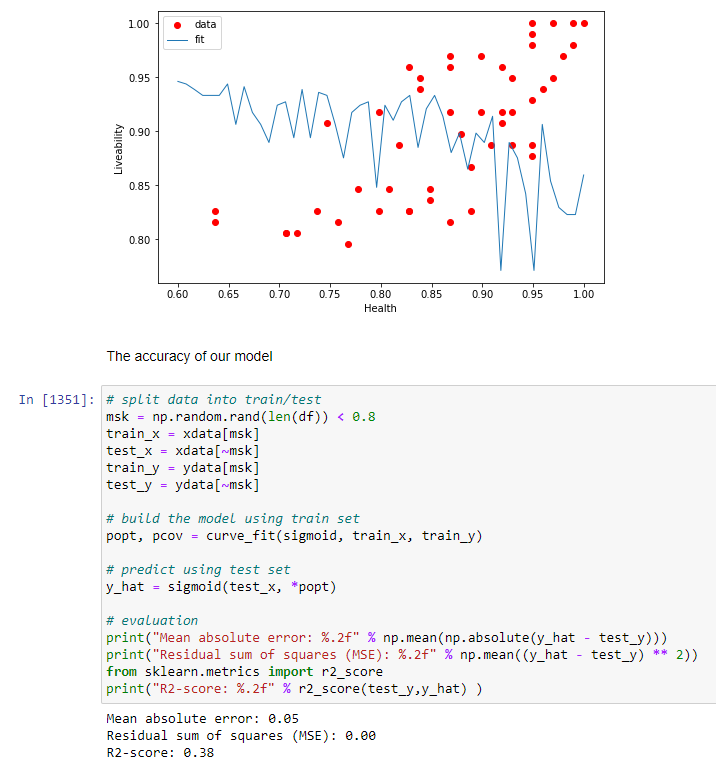 1.00
0.95
0.90
0.85
0.80
Liveability
data
fit
0.60 0.65 0.70 0.75 0.80 0.85 0.90 0.95 1.00
Health
The accuracy of our model
In [1351]:
# split data into train/test
msk = np.random.rand(len(df)) < 0.8
train_x = xdata[msk]
test_x = xdata[~msk]
train_y = ydata[msk]
test_y = ydata[~msk]
# build the model using train set
popt, pcov = curve_fit(sigmoid, train_x, train_y)
# predict using test set
y_hat = sigmoid(test_x, *popt)
# evaluation
print("Mean absolute error: %.2f" % np.mean(np.absolute(y_hat - test_y)))
print("Residual sum of squares (MSE): %.2f" % np.mean((y_hat - test_y) ** 2))
from sklearn.metrics import r2_score
print("R2-score: %.2f" % r2_score(test_y,y_hat) )
Mean absolute error: 0.05
Residual sum of squares (MSE): 0.00
R2-score: 0.38